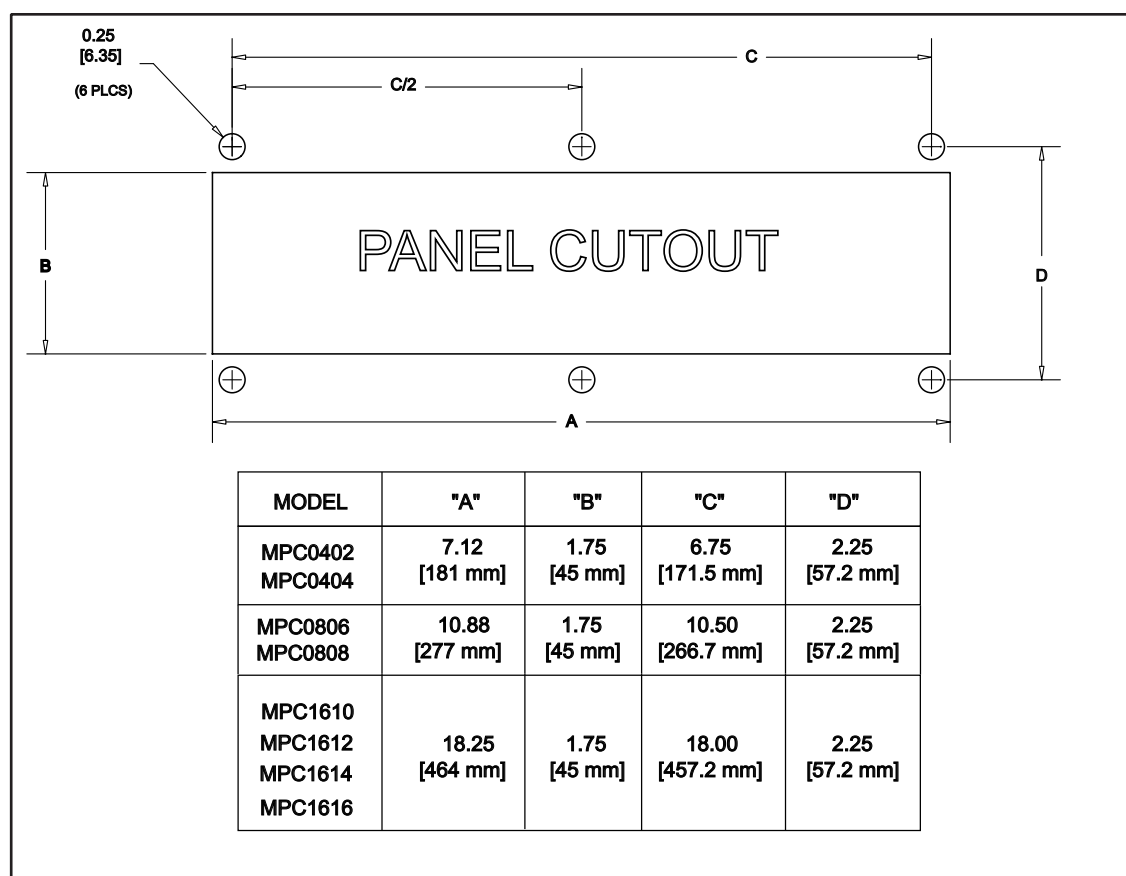 0.25
[6.35]
(6 PLCS)
C
C/2
B
PANEL CUTOUT
D
A
MODEL "A" "B" "C" "D"
MPC0402
MPC0404
7.12 1.75 6.75 2.25
[181 mm] [45 mm] [171.5 mm] [57.2 mm]
MPC0806
MPC0808
10.88 1.75 10.50 2.25
[277 mm] [45 mm] [266.7 mm] [57.2 mm]
MPC1610
MPC1612
MPC1614
MPC1616
18.25 1.75 18.00 2.25
[464 mm] [45 mm] [457.2 mm] [57.2 mm]